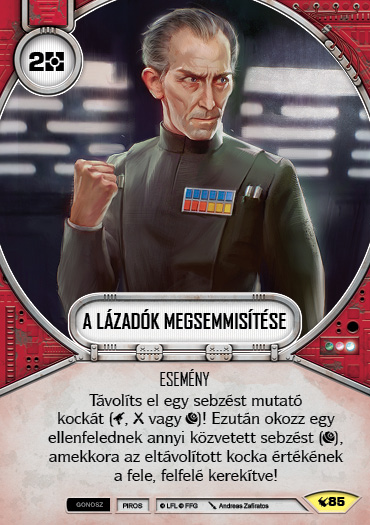 2
A LÁZADÓK MEGSEMMISÍTÉSE
ESEMÉNY
Távolíts el egy sebzést mutató
kockát (, vagy )! Ezután okozz egy
ellenfelednek annyi közvetett sebzést (),
amekkora az eltávolított kocka értékének
a fele, felfelé kerekítve!
GONOSZ PIROS © LFL © FFG Andreas Zafiratos 85